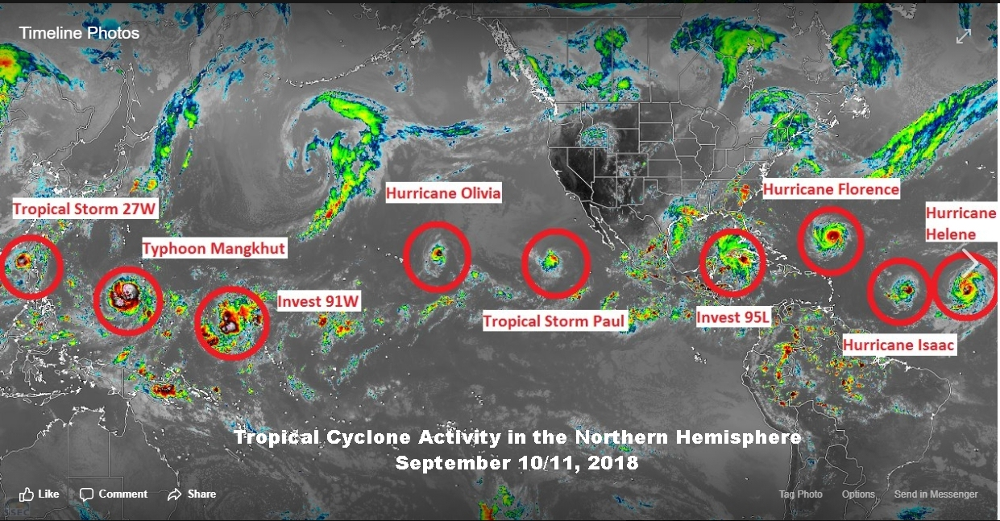 Timeline Photos
Hurricane Olivia
Hurricane Florence
Tropical Storm 27W
Hurricane
Helene
Typhoon Mangkhut
Invest 91W
Tropical Storm Paul
Invest 95L
Hurricane Isaac
Tropical Cyclone Activity in the Northern Hemisphere
September 10/11, 2018
Like Comment Share
Tag Photo Options Send in Messenger
SSEC